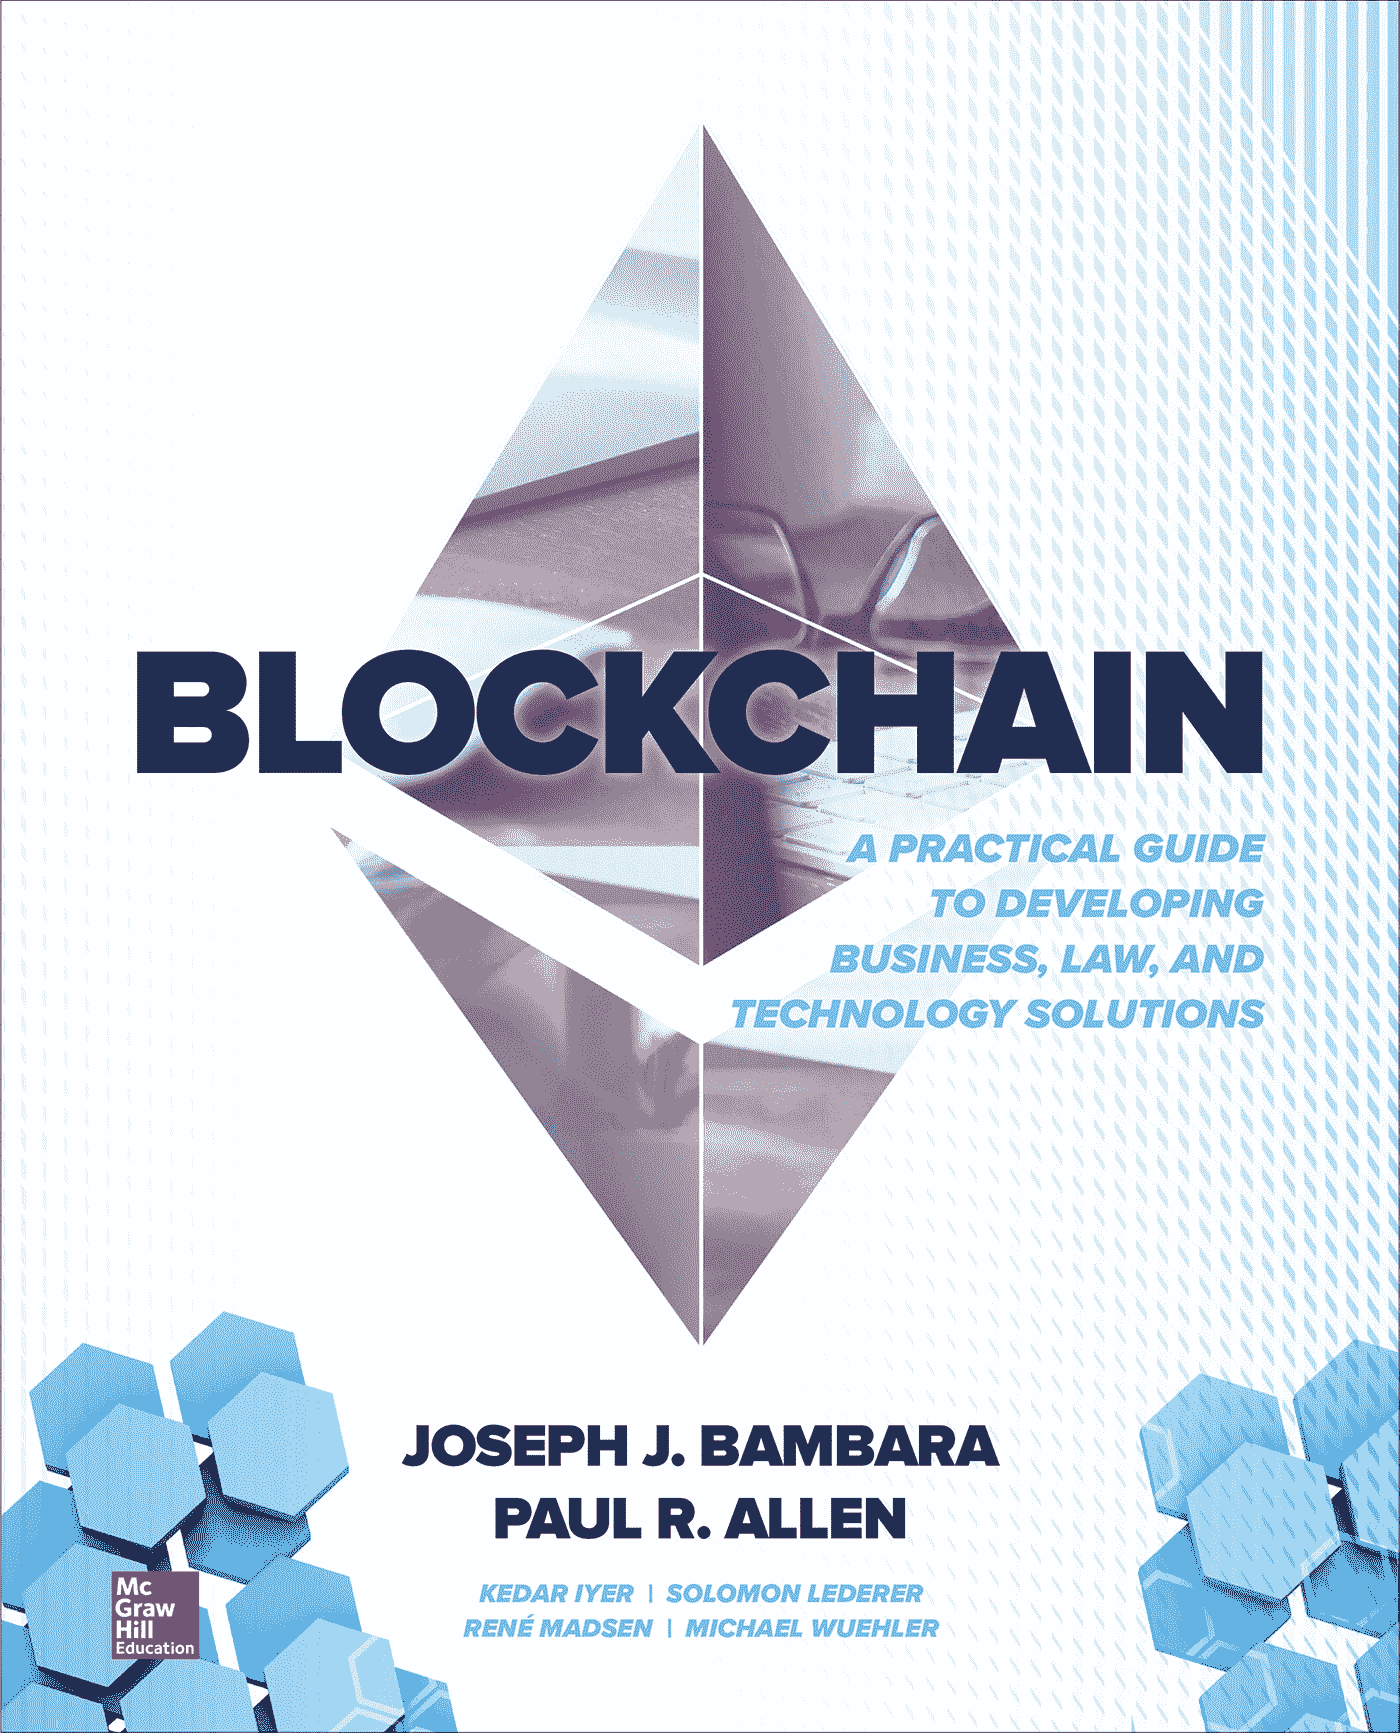 BLOCKCHAIN
A PRACTICAL GUIDE
TO DEVELOPING
BUSINESS, LAW, AND
TECHNOLOGY SOLUTIONS
JOSEPH J. BAMBARA
PAUL R. ALLEN
KEDAR IYER | SOLOMON LEDERER
RENÉ MADSEN | MICHAEL WUEHLER
Mc
Graw
Hill
Education